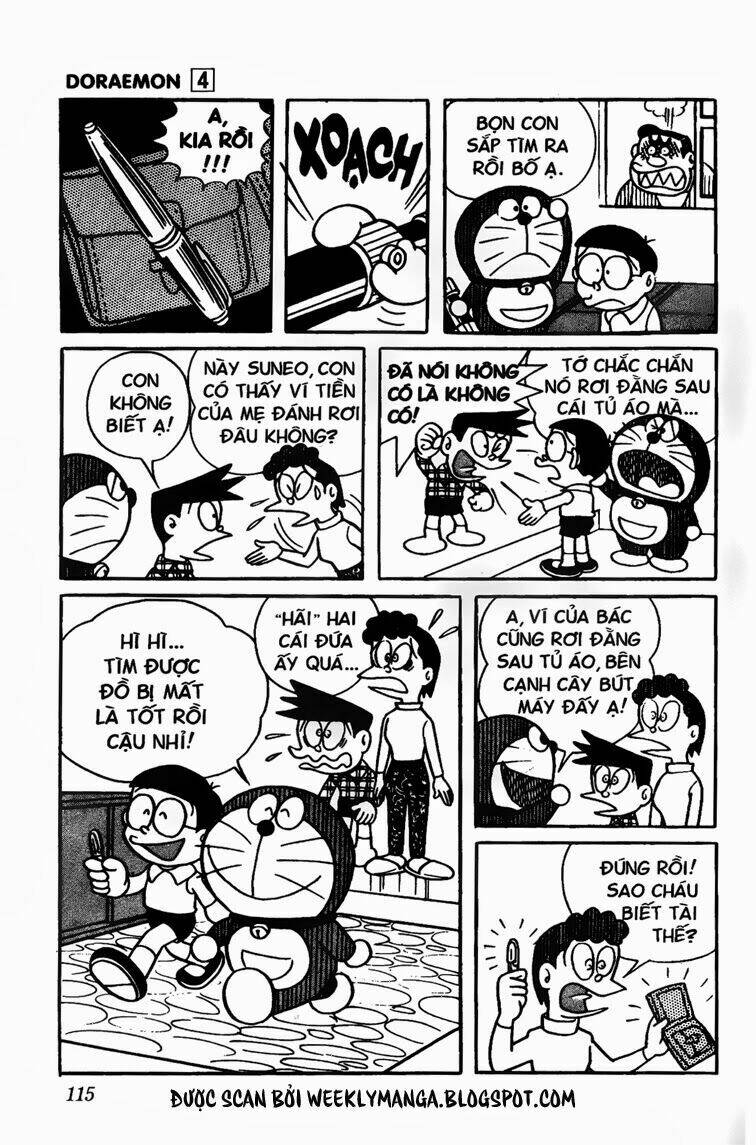 DORAEMON 4
BỌN CON
SẮP TÌM RA
RỒI BỐ Ạ.
XOẠCH
A,
KIA RỒI
!!!
TỚ CHẮC CHẮN
NÓ RƠI ĐẰNG SAU
CÁI TỦ ÁO MÀ...
ĐÃ NÓI KHÔNG
CÓ LÀ KHÔNG
CÓ!
NÀY SUNEO, CON
CÓ THẤY VÍ TIỀN
CỦA MẸ ĐÁNH RƠI
ĐÂU KHÔNG?
CON
KHÔNG
BIẾT Ạ!
A, VÍ CỦA BÁC
CŨNG RƠI ĐẰNG
SAU TỦ ÁO, BÊN
CẠNH CÂY BÚT
MÁY ĐẤY Ạ!
ĐÚNG RỒI!
SAO CHÁU
BIẾT TÀI
THẾ?
“HÃI” HAI
CÁI ĐỨA
ẤY QUÁ...
HÌ HÌ...
TÌM ĐƯỢC
ĐỒ BỊ MẤT
LÀ TỐT RỒI
CẬU NHỈ!
115
ĐƯỢC SCAN BỞI WEEKLYMANGA.BLOGSPOT.COM